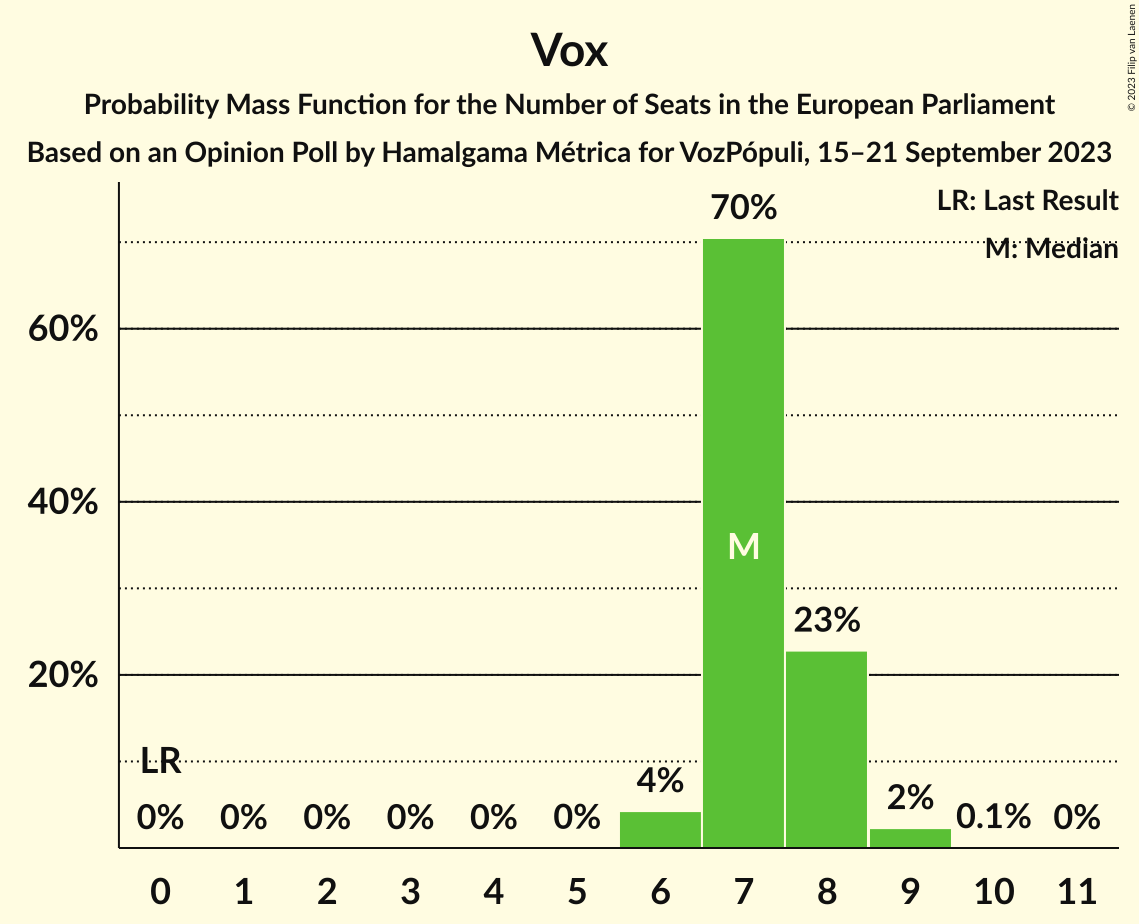 Vox
Probability Mass Function for the Number of Seats in the European Parliament
Based on an Opinion Poll by Hamalgama Métrica for VozPópuli, 15–21 September 2023
© 2023 Filip van Laenen
LR: Last Result
M: Median
70%
60%
40%
M
23%
20%
LR
4%
2%
0% 0% 0% 0% 0% 0% 0.1% 0%
0 1 2 3 4 5 6 7 8 9 10 11